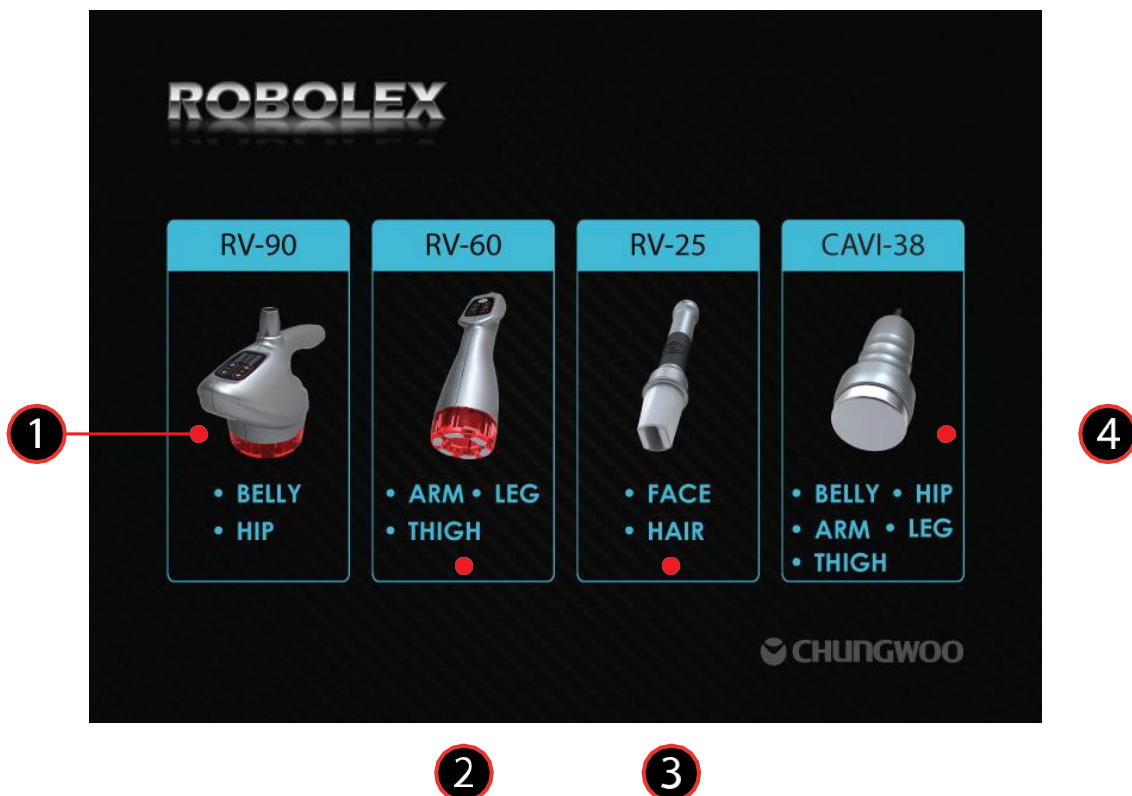 ROBOLEX
RV-90
RV-60
RV-25
CAVI-38
1
4
• BELLY
• HIP
• ARM • LEG
• THIGH
• FACE
• HAIR
• BELLY • HIP
• ARM • LEG
• THIGH
CHUNGWOO
2
3